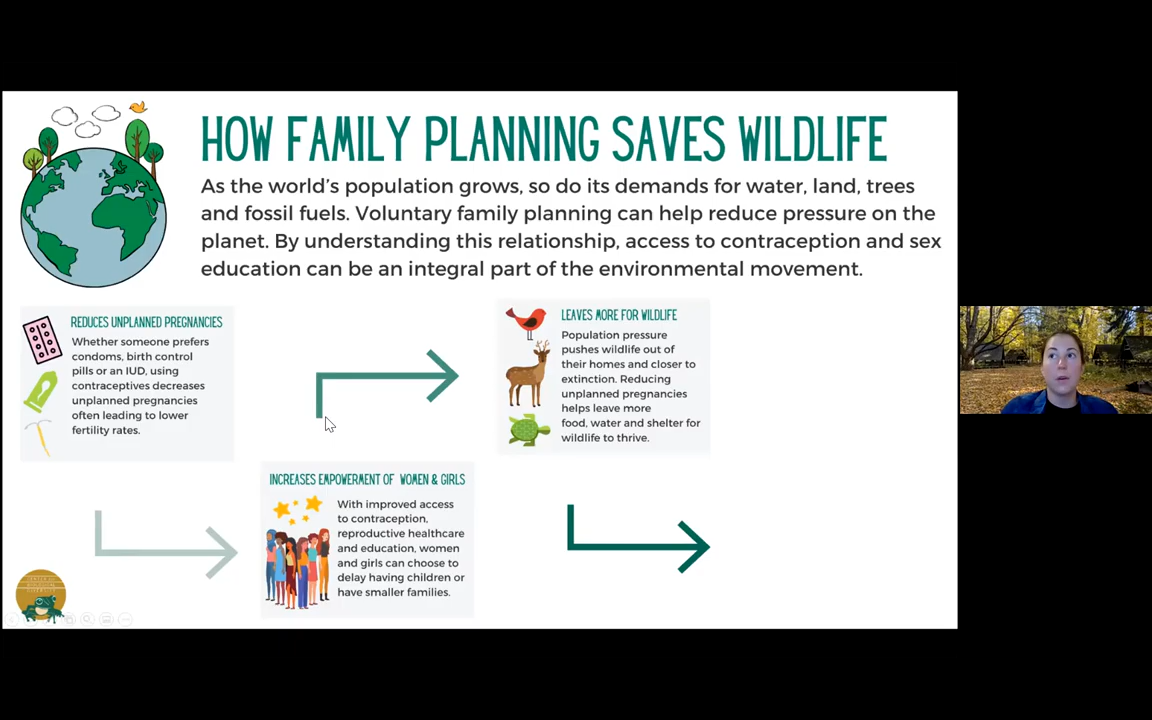 HOW FAMILY PLANNING SAVES WILDLIFE
As the world's population grows, so do its demands for water, land, trees
and fossil fuels. Voluntary family planning can help reduce pressure on the
planet. By understanding this relationship, access to contraception and sex
education can be an integral part of the environmental movement.
REDUCES UNPLANNED PREGNANCIES
Whether someone prefers
condoms, birth control
pills or an IUD, using
contraceptives decreases
unplanned pregnancies
often leading to lower
fertility rates.
INCREASES EMPOWERMENT OF WOMEN & GIRLS
With improved access
to contraception,
reproductive healthcare
and education, women
and girls can choose to
delay having children or
have smaller families.
LEAVES MORE FOR WILDLIFE
Population pressure
pushes wildlife out of
their homes and closer to
extinction. Reducing
unplanned pregnancies
helps leave more
food, water and shelter for
wildlife to thrive.